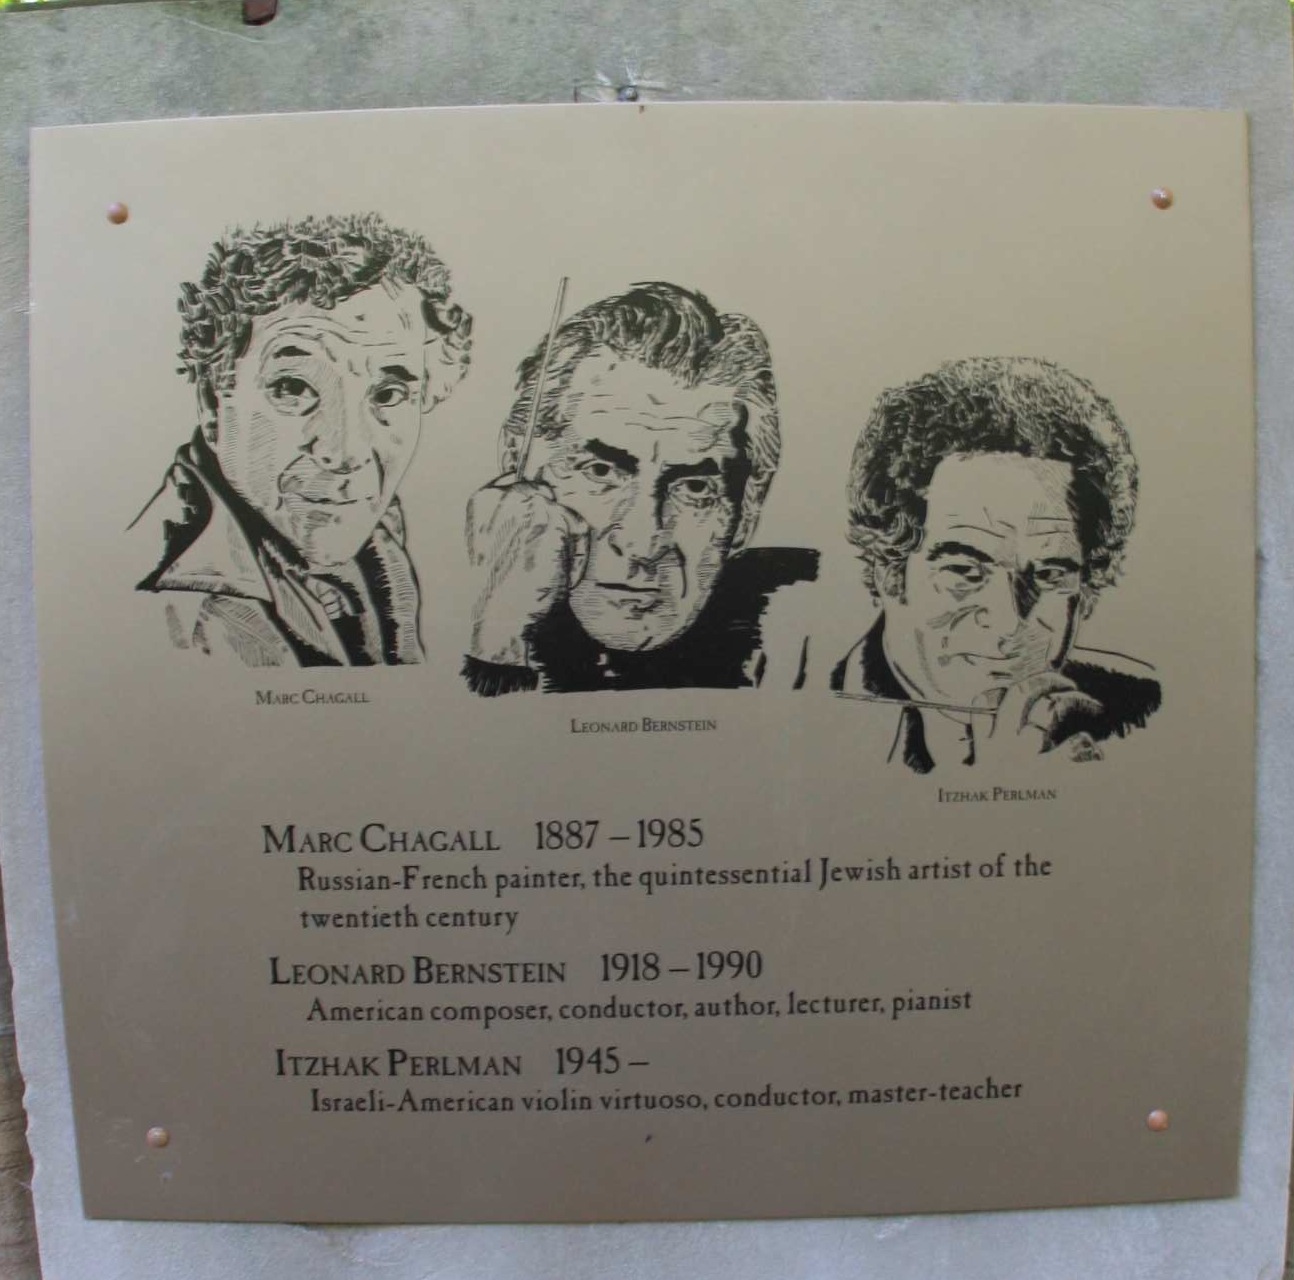 MARC CHAGALL
LEONARD BERNSTEIN
ITZHAK PERLMAN
MARC CHAGALL 1887 – 1985
Russian-French painter, the quintessential Jewish artist of the
twentieth century
LEONARD BERNSTEIN 1918 – 1990
American composer, conductor, author, lecturer, pianist
ITZHAK PERLMAN 1945 –
Israeli-American violin virtuoso, conductor, master-teacher